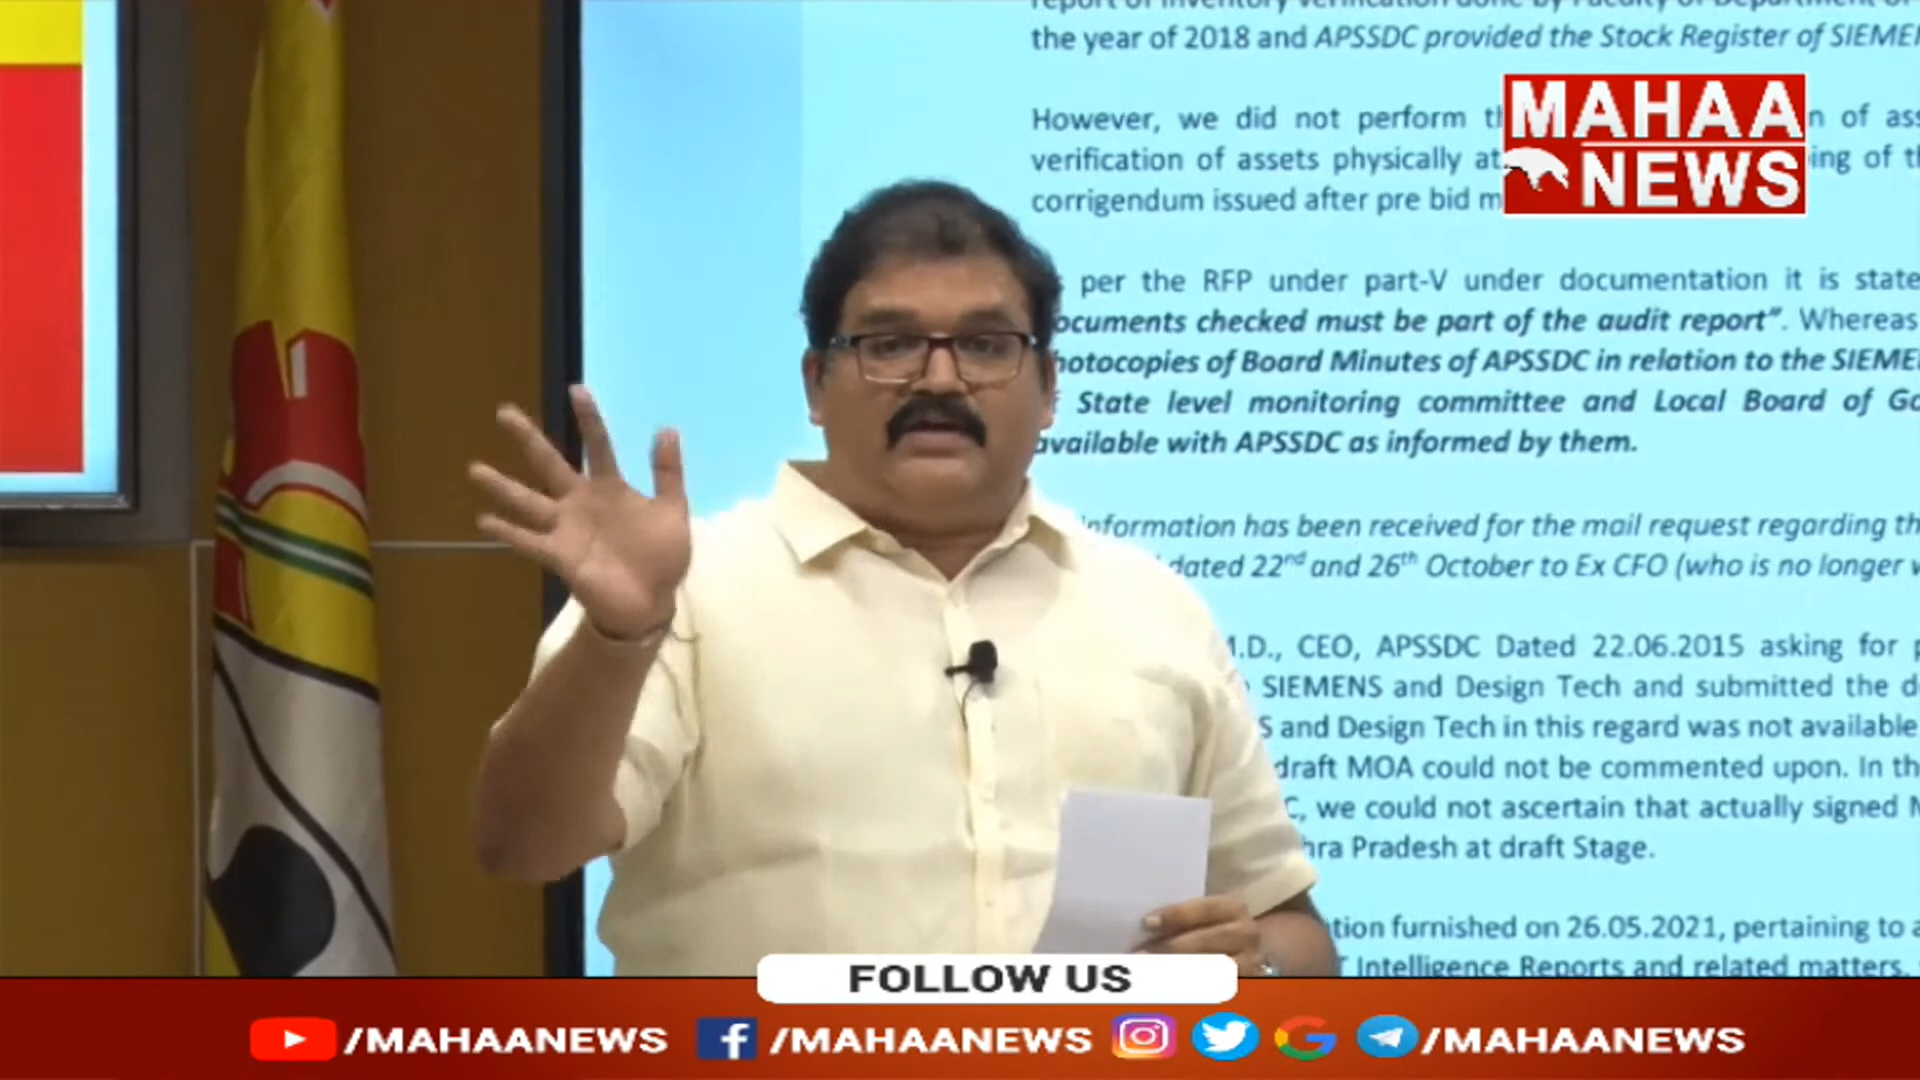 the year of 2018 and APSSDC provided the Stock Register of
MAHAA
NEWS
However, we did not perform of
verification of assets physically of
corrigendum issued after pre bid
per the RFP under part-V under documentation it is
checked must be part of the audit report". Whereas
of Board Minutes of APSSDC in relation to the
State level monitoring committee and Local Board of
available with APSSDC as informed by them.
information has been received for the mail request regarding
dated 22nd and 26th October to Ex CFO (who is no longer
CEO, APSSDC Dated 22.06.2015 asking for
SIEMENS and Design Tech and submitted the
and Design Tech in this regard was not available
draft MOA could not be commented upon. In
we could not ascertain that actually signed
Pradesh at draft Stage.
furnished on 26.05.2021, pertaining to
Intelligence Reports and related matters.
FOLLOW US
/MAHAANEWS /MAHAANEWS /MAHAANEWS